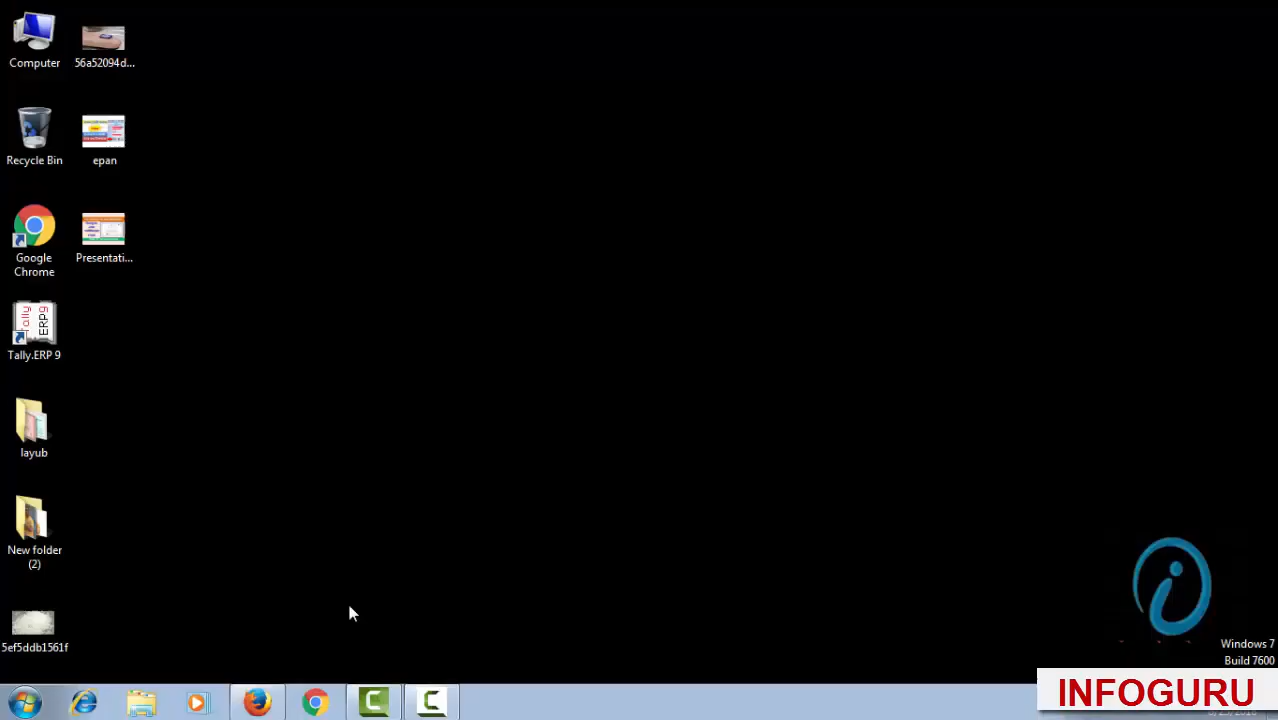 Computer
56a52094d...
Recycle Bin
epan
Google
Chrome
Presentati...
Tally.ERP 9
layub
New folder
(2)
5ef5ddb1561f
Windows 7
Build 7600
INFOGURU